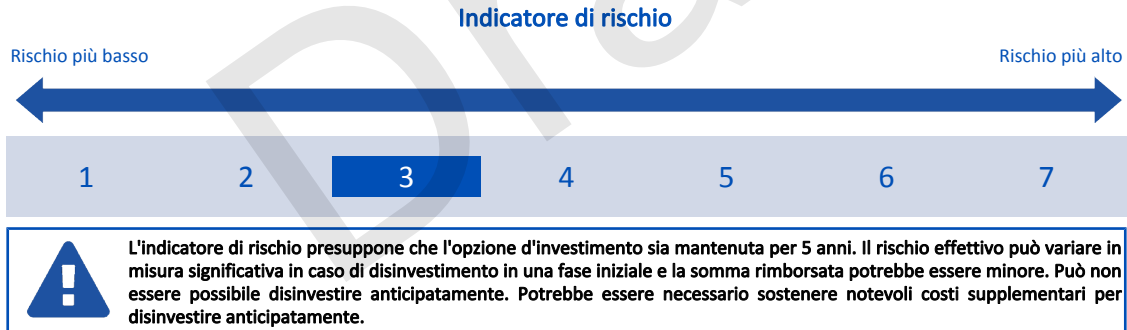 Indicatore di rischio
Rischio più basso
Rischio più alto
1 2 3 4 5 6 7
L'indicatore di rischio presuppone che l'opzione d'investimento sia mantenuta per 5 anni. Il rischio effettivo può variare in
misura significativa in caso di disinvestimento in una fase iniziale e la somma rimborsata potrebbe essere minore. Può non
essere possibile disinvestire anticipatamente. Potrebbe essere necessario sostenere notevoli costi supplementari per
disinvestire anticipatamente.